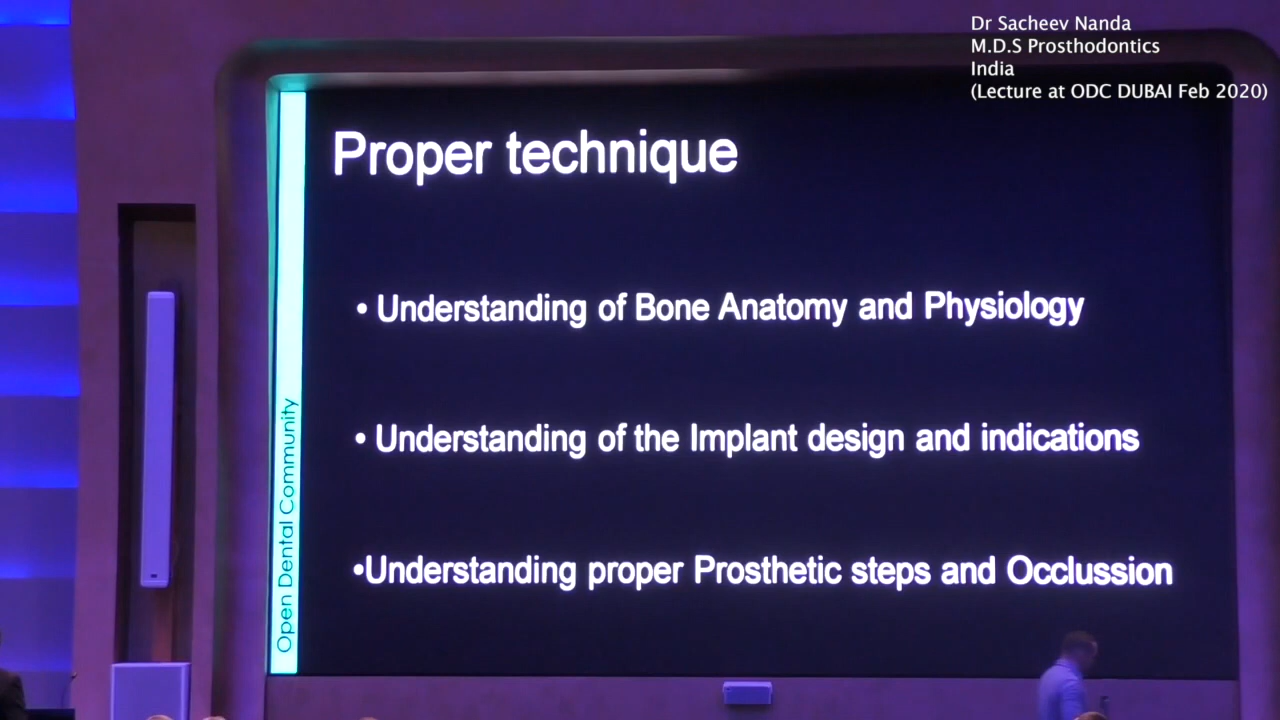 Dr Sacheev Nanda
M.D.S Prosthodontics
India
(Lecture at ODC DUBAI Feb 2020)
Proper technique
• Understanding of Bone Anatomy and Physiology
• Understanding of the Implant design and indications
•Understanding proper Prosthetic steps and Occlussion
Open Dental Community